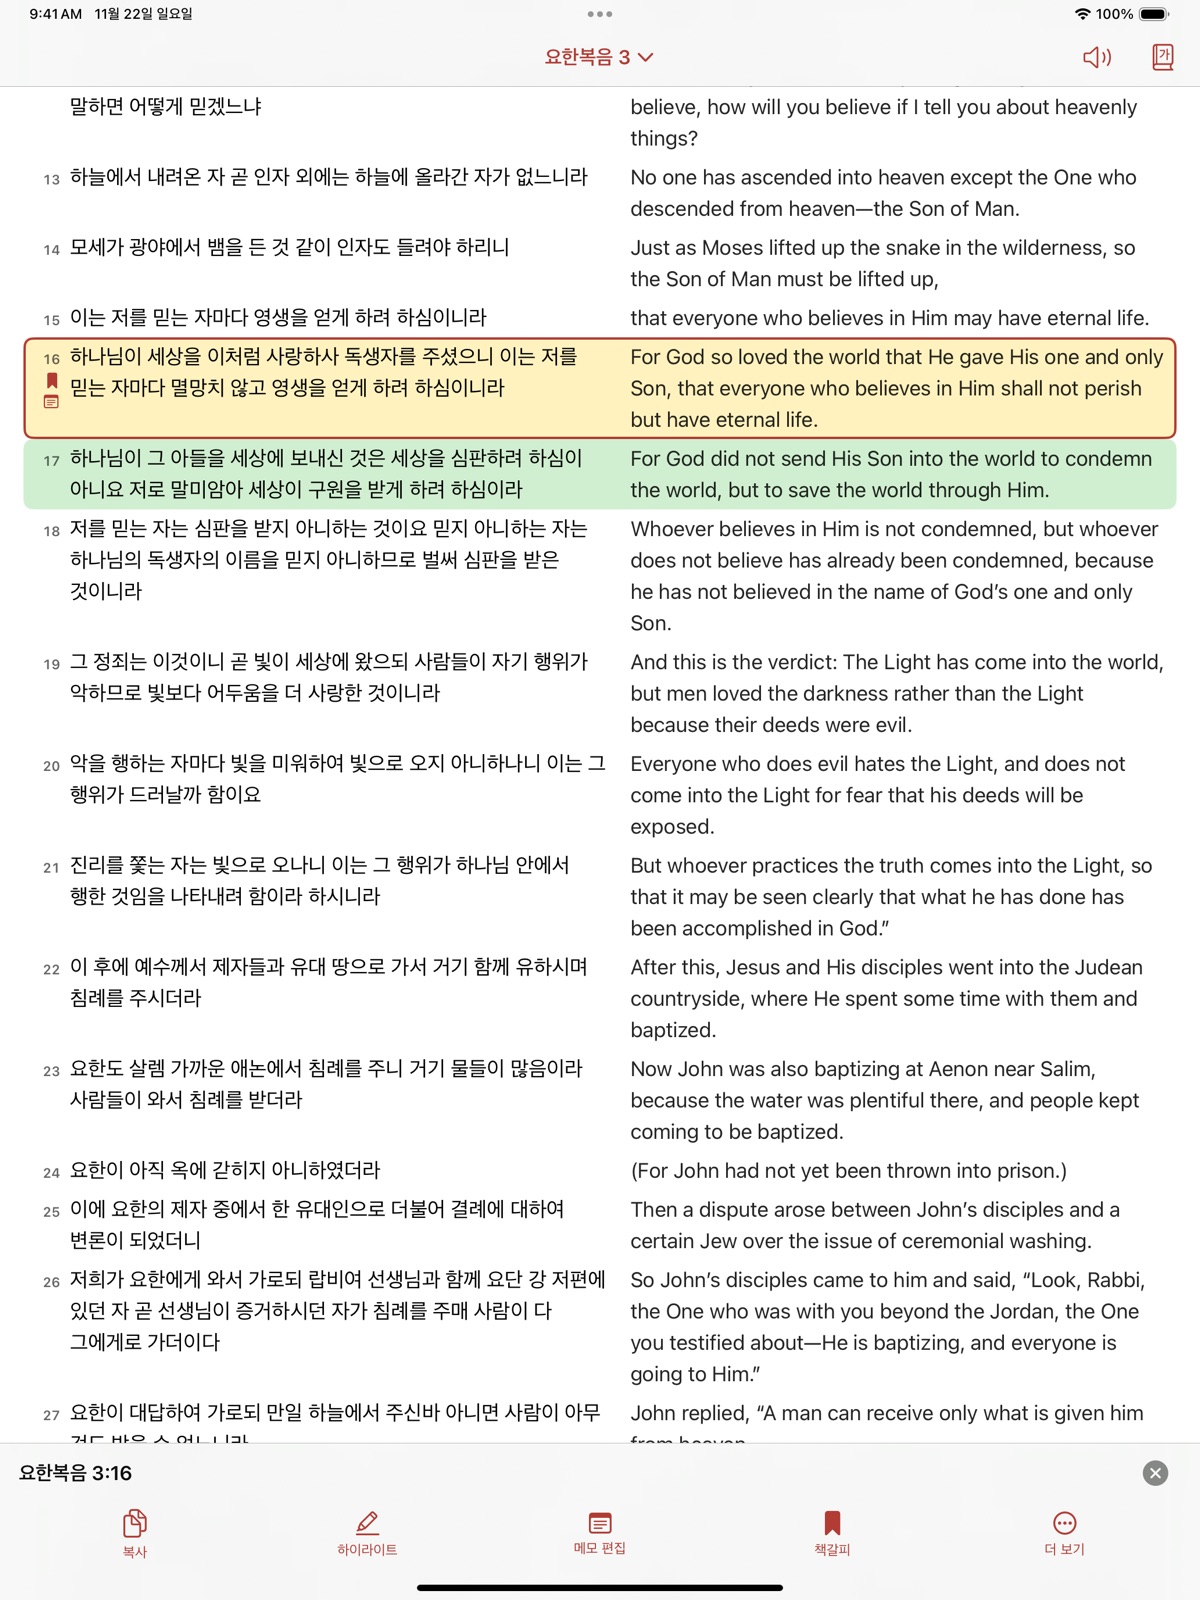 9:41 AM 11월 22일 일요일
100%
요한복음 3
가
말하면 어떻게 믿겠느냐
believe, how will you believe if I tell you about heavenly
things?
13 하늘에서 내려온 자 곧 인자 외에는 하늘에 올라간 자가 없느니라
No one has ascended into heaven except the One who
descended from heaven—the Son of Man.
14 모세가 광야에서 뱀을 든 것 같이 인자도 들려야 하리니
Just as Moses lifted up the snake in the wilderness, so
the Son of Man must be lifted up,
15 이는 저를 믿는 자마다 영생을 얻게 하려 하심이니라
that everyone who believes in Him may have eternal life.
16 하나님이 세상을 이처럼 사랑하사 독생자를 주셨으니 이는 저를
믿는 자마다 멸망치 않고 영생을 얻게 하려 하심이니라
For God so loved the world that He gave His one and only
Son, that everyone who believes in Him shall not perish
but have eternal life.
17 하나님이 그 아들을 세상에 보내신 것은 세상을 심판하려 하심이
아니요 저로 말미암아 세상이 구원을 받게 하려 하심이라
For God did not send His Son into the world to condemn
the world, but to save the world through Him.
18 저를 믿는 자는 심판을 받지 아니하는 것이요 믿지 아니하는 자는
하나님의 독생자의 이름을 믿지 아니하므로 벌써 심판을 받은
것이니라
Whoever believes in Him is not condemned, but whoever
does not believe has already been condemned, because
he has not believed in the name of God’s one and only
Son.
19 그 정죄는 이것이니 곧 빛이 세상에 왔으되 사람들이 자기 행위가
악하므로 빛보다 어두움을 더 사랑한 것이니라
And this is the verdict: The Light has come into the world,
but men loved the darkness rather than the Light
because their deeds were evil.
20 악을 행하는 자마다 빛을 미워하여 빛으로 오지 아니하나니 이는 그
행위가 드러날까 함이요
Everyone who does evil hates the Light, and does not
come into the Light for fear that his deeds will be
exposed.
21 진리를 쫓는 자는 빛으로 오나니 이는 그 행위가 하나님 안에서
행한 것임을 나타내려 함이라 하시니라
But whoever practices the truth comes into the Light, so
that it may be seen clearly that what he has done has
been accomplished in God.”
22 이 후에 예수께서 제자들과 유대 땅으로 가서 거기 함께 유하시며
침례를 주시더라
After this, Jesus and His disciples went into the Judean
countryside, where He spent some time with them and
baptized.
23 요한도 살렘 가까운 애논에서 침례를 주니 거기 물들이 많음이라
사람들이 와서 침례를 받더라
Now John was also baptizing at Aenon near Salim,
because the water was plentiful there, and people kept
coming to be baptized.
24 요한이 아직 옥에 갇히지 아니하였더라
(For John had not yet been thrown into prison.)
25 이에 요한의 제자 중에서 한 유대인으로 더불어 결례에 대하여
변론이 되었더니
Then a dispute arose between John’s disciples and a
certain Jew over the issue of ceremonial washing.
26 저희가 요한에게 와서 가로되 랍비여 선생님과 함께 요단 강 저편에
있던 자 곧 선생님이 증거하시던 자가 침례를 주매 사람이 다
그에게로 가더이다
So John’s disciples came to him and said, “Look, Rabbi,
the One who was with you beyond the Jordan, the One
you testified about—He is baptizing, and everyone is
going to Him.”
27 요한이 대답하여 가로되 만일 하늘에서 주신바 아니면 사람이 아무
John replied, “A man can receive only what is given him
from heaven
요한복음 3:16
복사
하이라이트
메모 편집
책갈피
더 보기